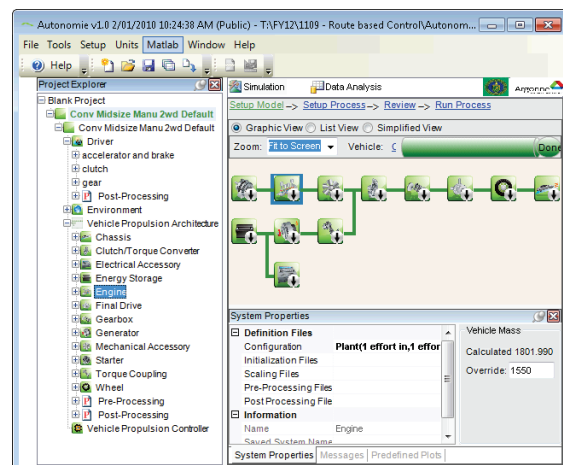 Autonomie v1.0 2/01/2010 10:24:38 AM (Public) - T:\FY12\1109 - Route based Control\Autonom...
File Tools Setup Units Matlab Window Help
Help
Project Explorer
Blank Project
Conv Midsize Manu 2wd Default
Conv Midsize Manu 2wd Default
Driver
accelerator and brake
clutch
gear
Post-Processing
Environment
Vehicle Propulsion Architecture
Chassis
Clutch/Torque Converter
Electrical Accessory
Energy Storage
Engine
Final Drive
Gearbox
Generator
Mechanical Accessory
Starter
Torque Coupling
Wheel
Pre-Processing
Post-Processing
Vehicle Propulsion Controller
Simulation Data Analysis
Setup Model –> Setup Process –> Review –> Run Process
Graphic View List View Simplified View
Zoom: Fit to Screen Vehicle: Done
System Properties
Definition Files
Configuration Plant(1 effort in,1 effor
Initialization Files
Scaling Files
Pre-Processing Files
Post Processing File
Information
Name Engine
Saved System Name
Vehicle Mass
Calculated 1801.990
Override: 1550
System Properties Messages Predefined Plots